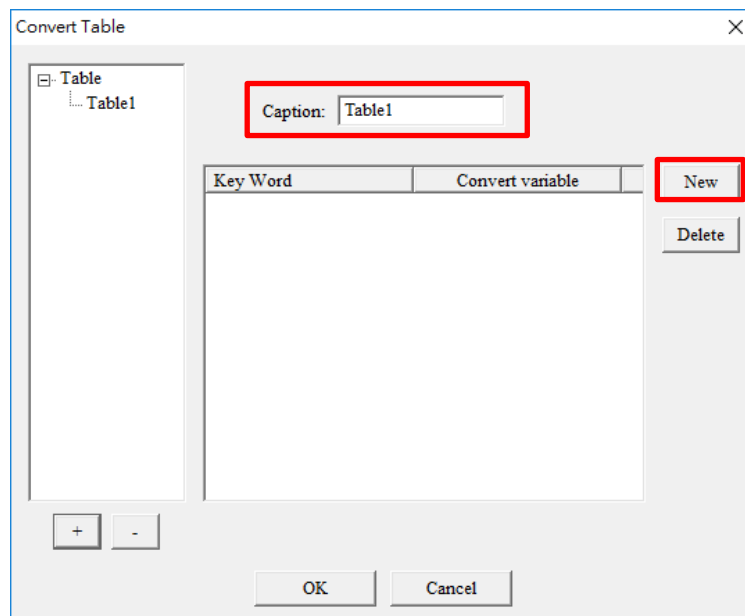 Convert Table
Table
Table1
Caption: Table1
Key Word Convert variable
New
Delete
+ -
OK Cancel